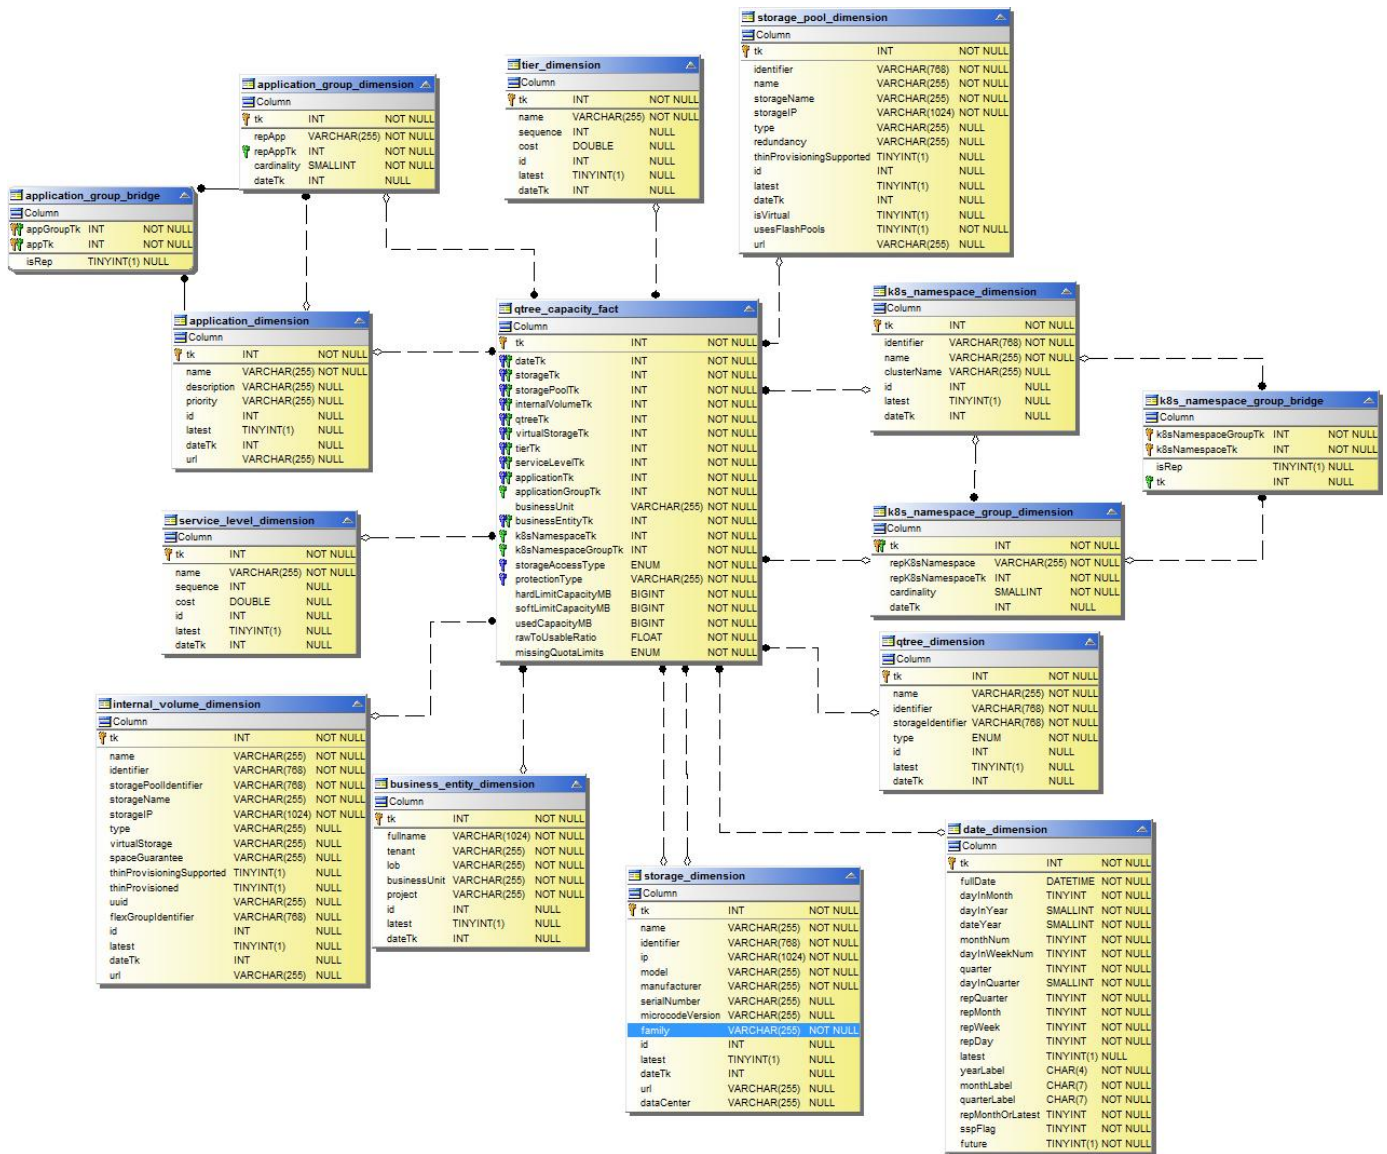 storage_pool_dimension
Column
tk INT NOT NULL
identifier VARCHAR(768) NOT NULL
name VARCHAR(255) NOT NULL
storageName VARCHAR(255) NOT NULL
storageIP VARCHAR(1024) NOT NULL
type VARCHAR(255) NULL
redundancy VARCHAR(255) NULL
thinProvisioningSupported TINYINT(1) NULL
id INT NULL
latest TINYINT(1) NULL
dateTk INT NULL
isVirtual TINYINT(1) NULL
usesFlashPools TINYINT(1) NOT NULL
url VARCHAR(255) NULL
tier_dimension
Column
tk INT NOT NULL
name VARCHAR(255) NOT NULL
sequence INT NULL
cost DOUBLE NULL
id INT NULL
latest TINYINT(1) NULL
dateTk INT NULL
application_group_dimension
Column
tk INT NOT NULL
repApp VARCHAR(255) NOT NULL
repAppTk INT NOT NULL
cardinality SMALLINT NOT NULL
dateTk INT NULL
application_group_bridge
Column
appGroupTk INT NOT NULL
appTk INT NOT NULL
isRep TINYINT(1) NULL
application_dimension
Column
tk INT NOT NULL
name VARCHAR(255) NOT NULL
description VARCHAR(255) NULL
priority VARCHAR(255) NULL
id INT NULL
latest TINYINT(1) NULL
dateTk INT NULL
url VARCHAR(255) NULL
qtree_capacity_fact
Column
tk INT NOT NULL
dateTk INT NOT NULL
storageTk INT NOT NULL
storagePoolTk INT NOT NULL
internalVolumeTk INT NOT NULL
qtreeTk INT NOT NULL
virtualStorageTk INT NOT NULL
tierTk INT NOT NULL
serviceLevelTk INT NOT NULL
applicationTk INT NOT NULL
applicationGroupTk INT NOT NULL
businessUnit VARCHAR(255) NOT NULL
businessEntityTk INT NOT NULL
k8sNamespaceTk INT NOT NULL
k8sNamespaceGroupTk INT NOT NULL
storageAccessType ENUM NOT NULL
protectionType VARCHAR(255) NOT NULL
hardLimitCapacityMB BIGINT NOT NULL
softLimitCapacityMB BIGINT NOT NULL
usedCapacityMB BIGINT NOT NULL
rawToUsableRatio FLOAT NOT NULL
missingQuotaLimits ENUM NOT NULL
k8s_namespace_dimension
Column
tk INT NOT NULL
identifier VARCHAR(768) NOT NULL
name VARCHAR(255) NOT NULL
clusterName VARCHAR(255) NULL
id INT NULL
latest TINYINT(1) NULL
dateTk INT NULL
k8s_namespace_group_bridge
Column
k8sNamespaceGroupTk INT NOT NULL
k8sNamespaceTk INT NOT NULL
isRep TINYINT(1) NULL
tk INT NULL
k8s_namespace_group_dimension
Column
tk INT NOT NULL
repK8sNamespace VARCHAR(255) NOT NULL
repK8sNamespaceTk INT NOT NULL
cardinality SMALLINT NOT NULL
dateTk INT NULL
service_level_dimension
Column
tk INT NOT NULL
name VARCHAR(255) NOT NULL
sequence INT NULL
cost DOUBLE NULL
id INT NULL
latest TINYINT(1) NULL
dateTk INT NULL
qtree_dimension
Column
tk INT NOT NULL
name VARCHAR(255) NOT NULL
identifier VARCHAR(768) NOT NULL
storageIdentifier VARCHAR(768) NOT NULL
type ENUM NOT NULL
id INT NULL
latest TINYINT(1) NULL
dateTk INT NULL
internal_volume_dimension
Column
tk INT NOT NULL
name VARCHAR(255) NOT NULL
identifier VARCHAR(768) NOT NULL
storagePoolIdentifier VARCHAR(768) NOT NULL
storageName VARCHAR(255) NOT NULL
storageIP VARCHAR(1024) NOT NULL
type VARCHAR(255) NULL
virtualStorage VARCHAR(255) NULL
spaceGuarantee VARCHAR(255) NULL
thinProvisioningSupported TINYINT(1) NULL
thinProvisioned TINYINT(1) NULL
uuid VARCHAR(255) NULL
flexGroupIdentifier VARCHAR(768) NULL
id INT NULL
latest TINYINT(1) NULL
dateTk INT NULL
url VARCHAR(255) NULL
business_entity_dimension
Column
tk INT NOT NULL
fullname VARCHAR(1024) NOT NULL
tenant VARCHAR(255) NOT NULL
lob VARCHAR(255) NOT NULL
businessUnit VARCHAR(255) NOT NULL
project VARCHAR(255) NOT NULL
id INT NULL
latest TINYINT(1) NULL
dateTk INT NULL
storage_dimension
Column
tk INT NOT NULL
name VARCHAR(255) NOT NULL
identifier VARCHAR(768) NOT NULL
ip VARCHAR(1024) NOT NULL
model VARCHAR(255) NOT NULL
manufacturer VARCHAR(255) NOT NULL
serialNumber VARCHAR(255) NULL
microcodeVersion VARCHAR(255) NULL
family VARCHAR(255) NOT NULL
id INT NULL
latest TINYINT(1) NULL
dateTk INT NULL
url VARCHAR(255) NULL
dataCenter VARCHAR(255) NULL
date_dimension
Column
tk INT NOT NULL
fullDate DATETIME NOT NULL
dayInMonth TINYINT NOT NULL
dayInYear SMALLINT NOT NULL
dateYear SMALLINT NOT NULL
monthNum TINYINT NOT NULL
dayInWeekNum TINYINT NOT NULL
quarter TINYINT NOT NULL
dayInQuarter SMALLINT NOT NULL
repQuarter TINYINT NOT NULL
repMonth TINYINT NOT NULL
repWeek TINYINT NOT NULL
repDay TINYINT NOT NULL
latest TINYINT(1) NULL
yearLabel CHAR(4) NOT NULL
monthLabel CHAR(7) NOT NULL
quarterLabel CHAR(7) NOT NULL
repMonthOrLatest TINYINT NOT NULL
sspFlag TINYINT NOT NULL
future TINYINT(1) NOT NULL